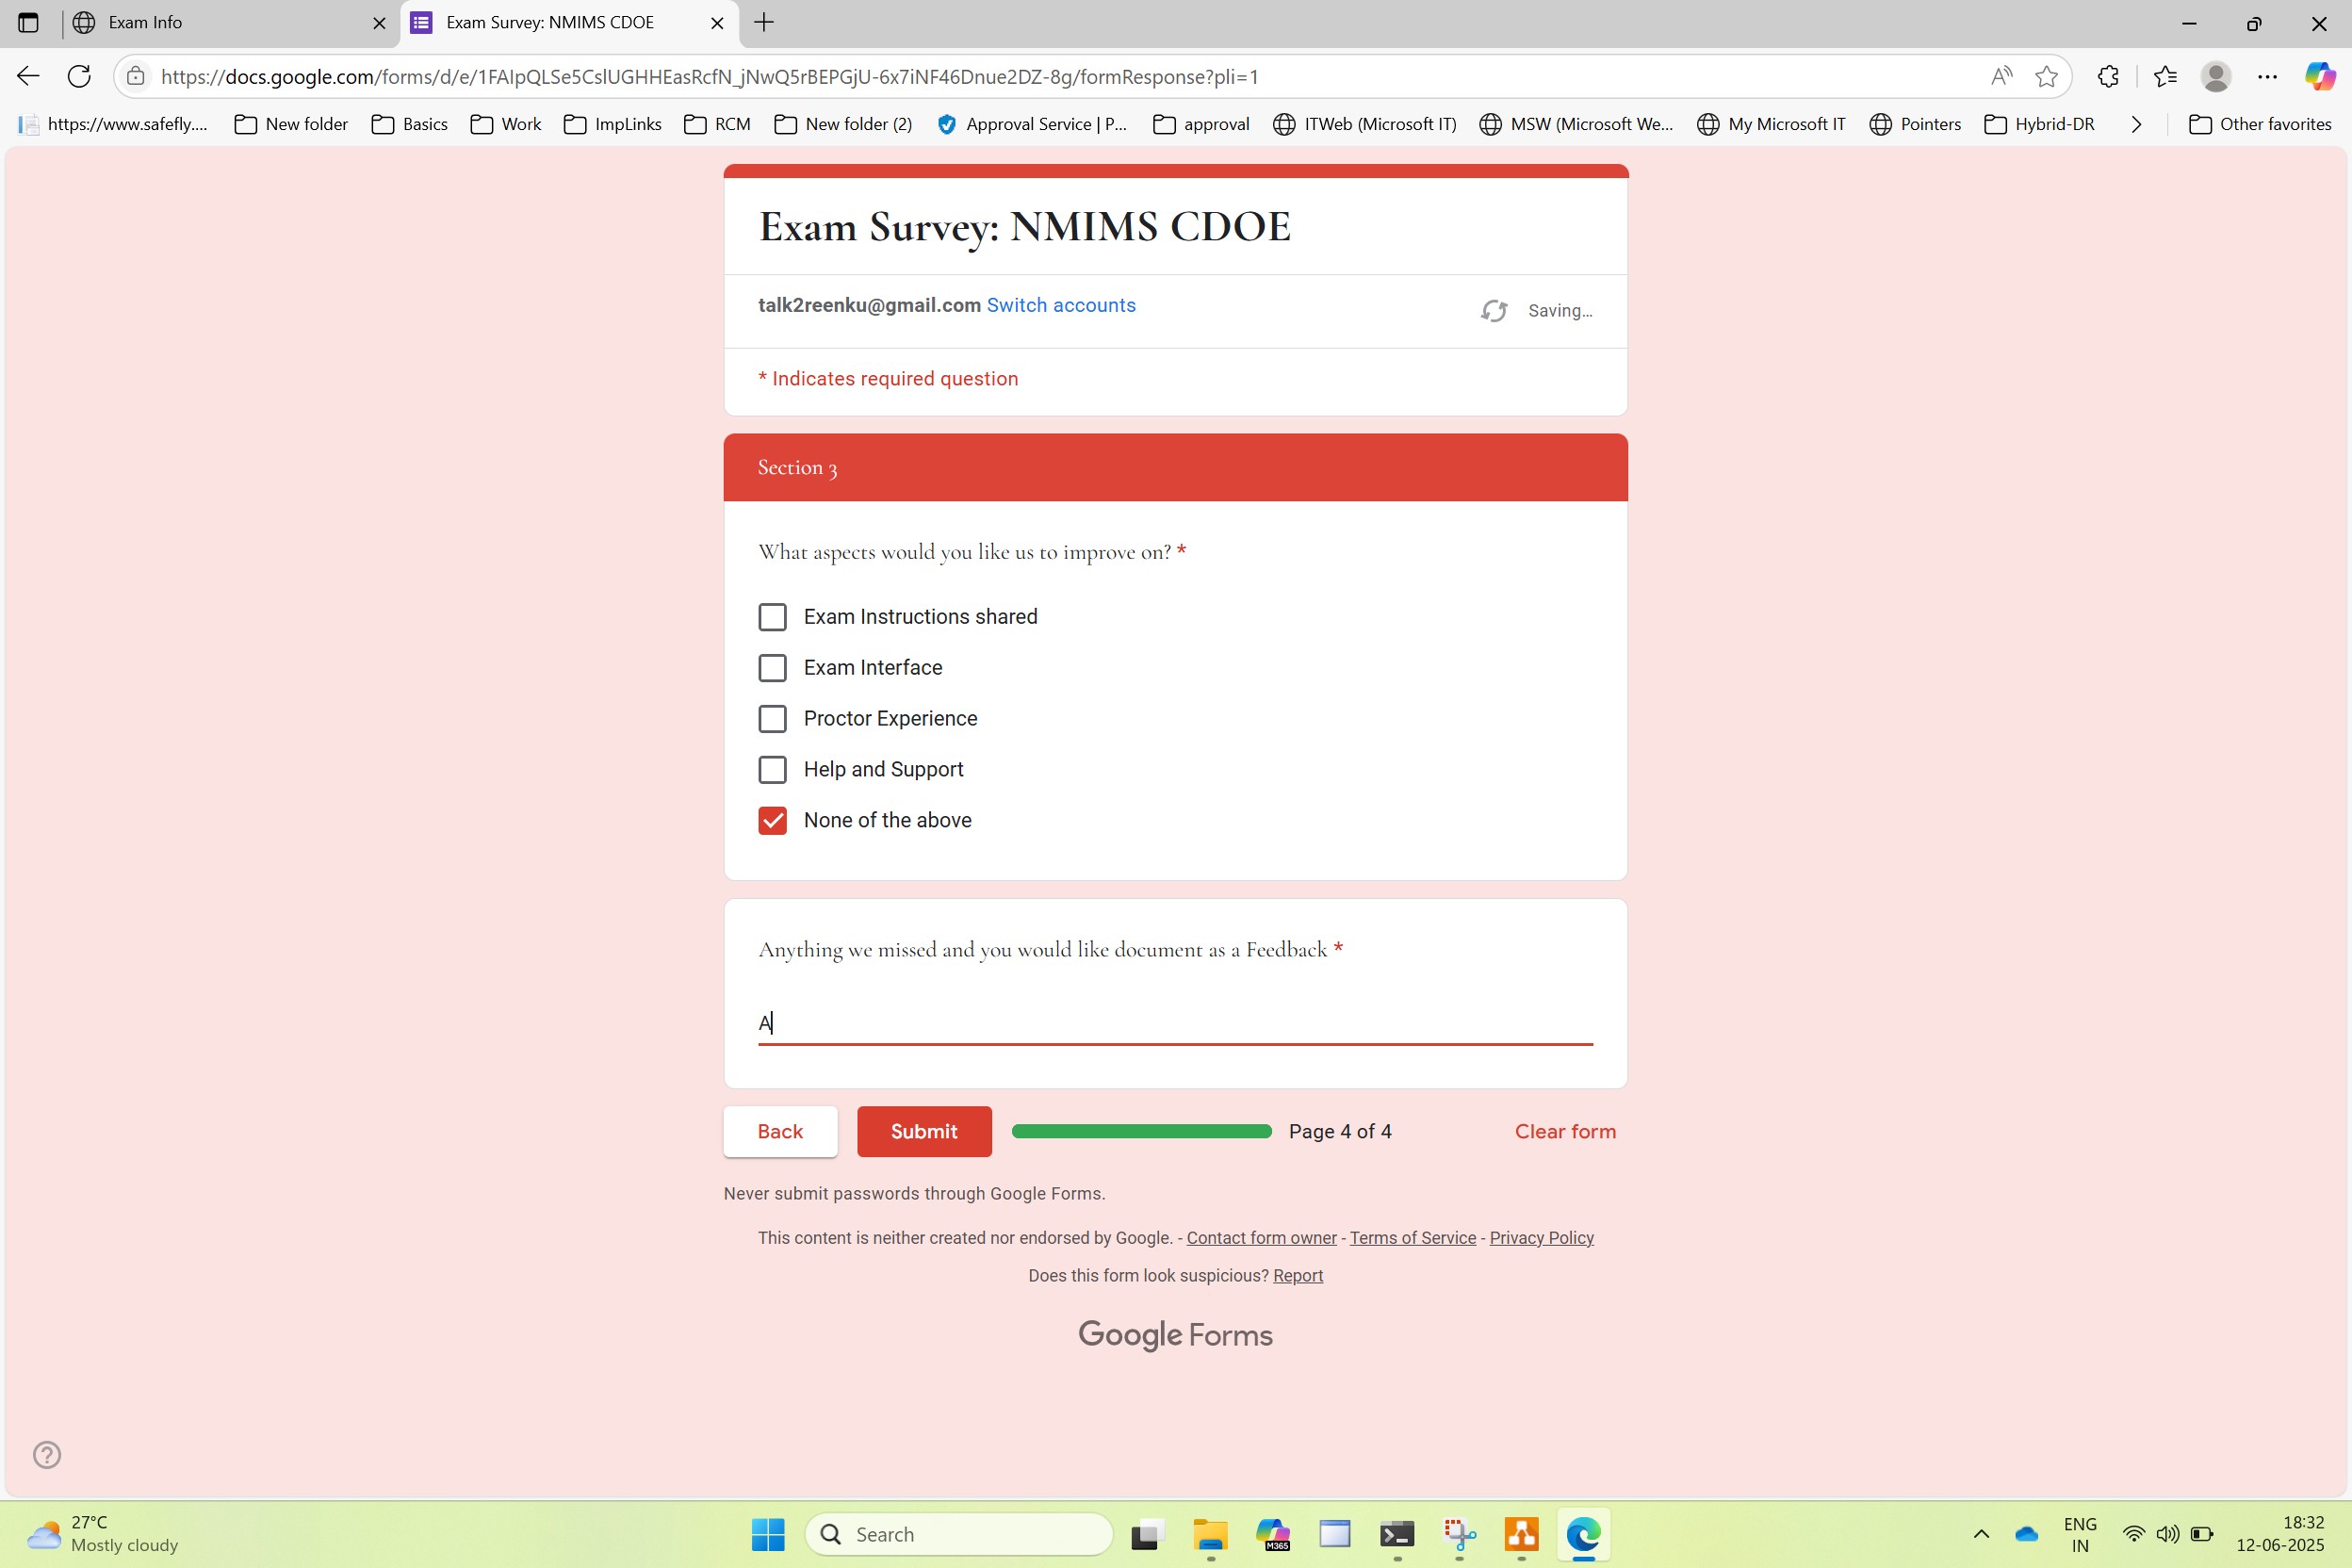 Exam Info
Exam Survey: NMIMS CDOE
https://docs.google.com/forms/d/e/1FAIpQLSe5CslUGHHEasRcfN_jNwQ5rBEPGjU-6x7iNF46Dnue2DZ-8g/formResponse?pli=1
https://www.safefly.... New folder Basics Work ImpLinks RCM New folder (2) Approval Service | P... approval ITWeb (Microsoft IT) MSW (Microsoft We... My Microsoft IT Pointers Hybrid-DR Other favorites
Exam Survey: NMIMS CDOE
talk2reenku@gmail.com Switch accounts
Saving...
* Indicates required question
Section 3
What aspects would you like us to improve on? *
Exam Instructions shared
Exam Interface
Proctor Experience
Help and Support
None of the above
Anything we missed and you would like document as a Feedback *
A
Back Submit Page 4 of 4 Clear form
Never submit passwords through Google Forms.
This content is neither created nor endorsed by Google. - Contact form owner - Terms of Service - Privacy Policy
Does this form look suspicious? Report
Google Forms
27°C
Mostly cloudy
Search
M365
ENG
IN
18:32
12-06-2025